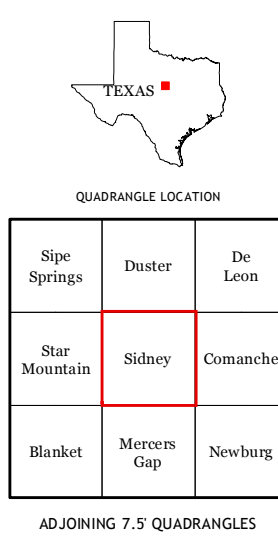 TEXAS
QUADRANGLE LOCATION
Sipe
Springs
Duster
De
Leon
Star
Mountain
Sidney
Comanche
Blanket
Mercers
Gap
Newburg
ADJOINING 7.5' QUADRANGLES